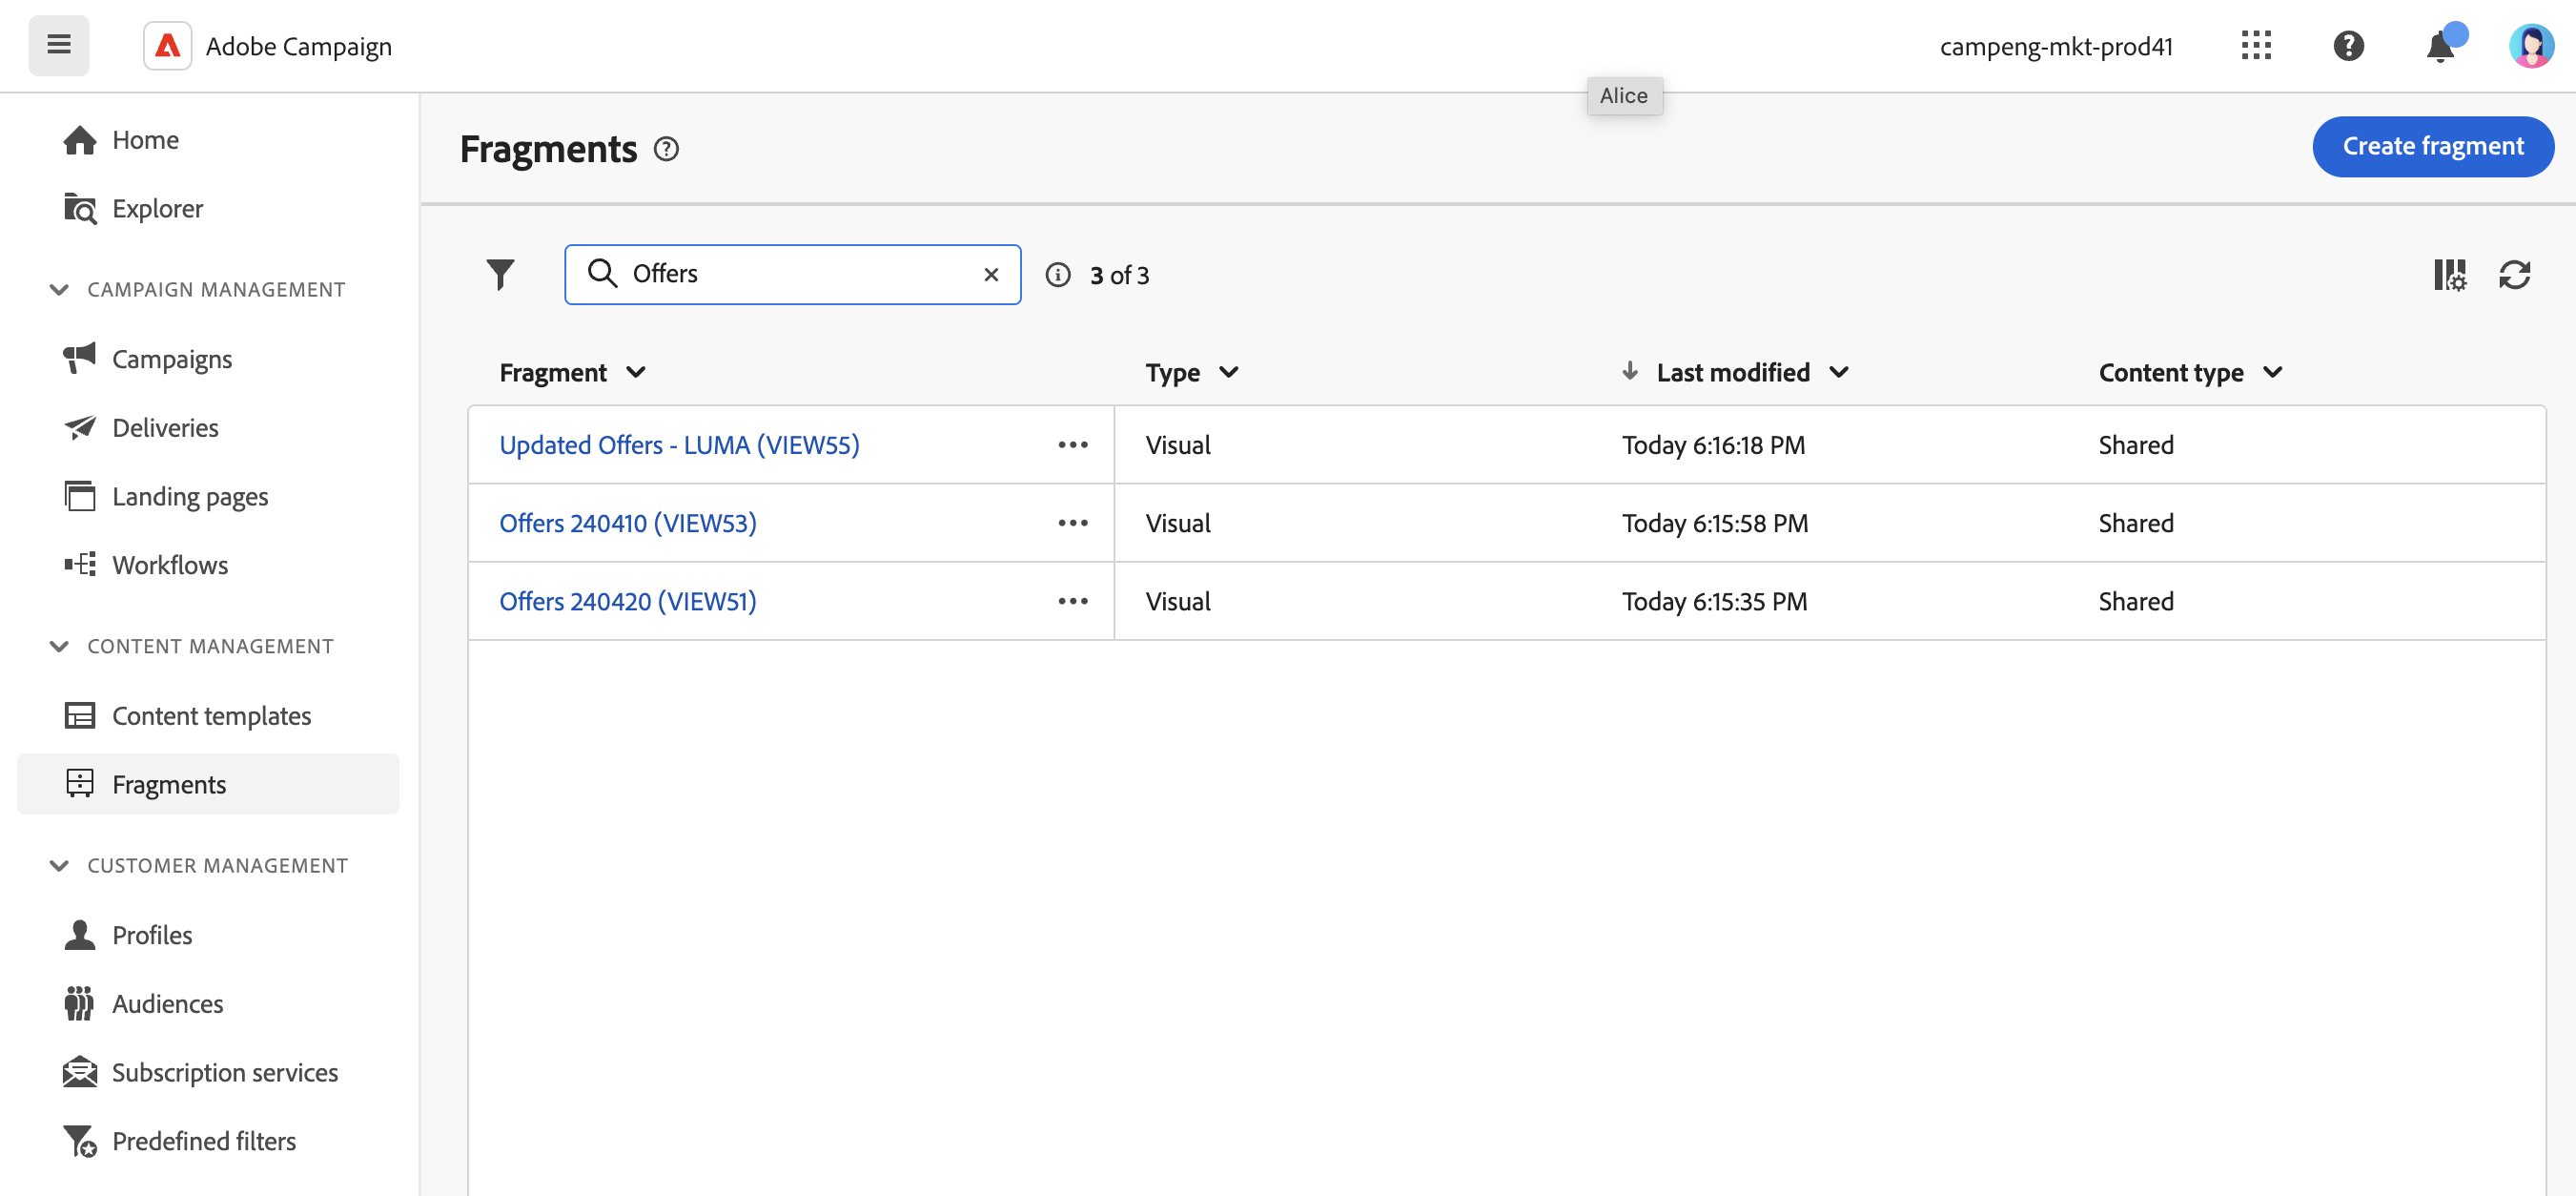 Adobe Campaign
campeng-mkt-prod41
Alice
Home
Explorer
CAMPAIGN MANAGEMENT
Campaigns
Deliveries
Landing pages
Workflows
CONTENT MANAGEMENT
Content templates
Fragments
CUSTOMER MANAGEMENT
Profiles
Audiences
Subscription services
Predefined filters
Fragments
Create fragment
Offers
3 of 3
Fragment Type Last modified Content type
Updated Offers - LUMA (VIEW55) Visual Today 6:16:18 PM Shared
Offers 240410 (VIEW53) Visual Today 6:15:58 PM Shared
Offers 240420 (VIEW51) Visual Today 6:15:35 PM Shared